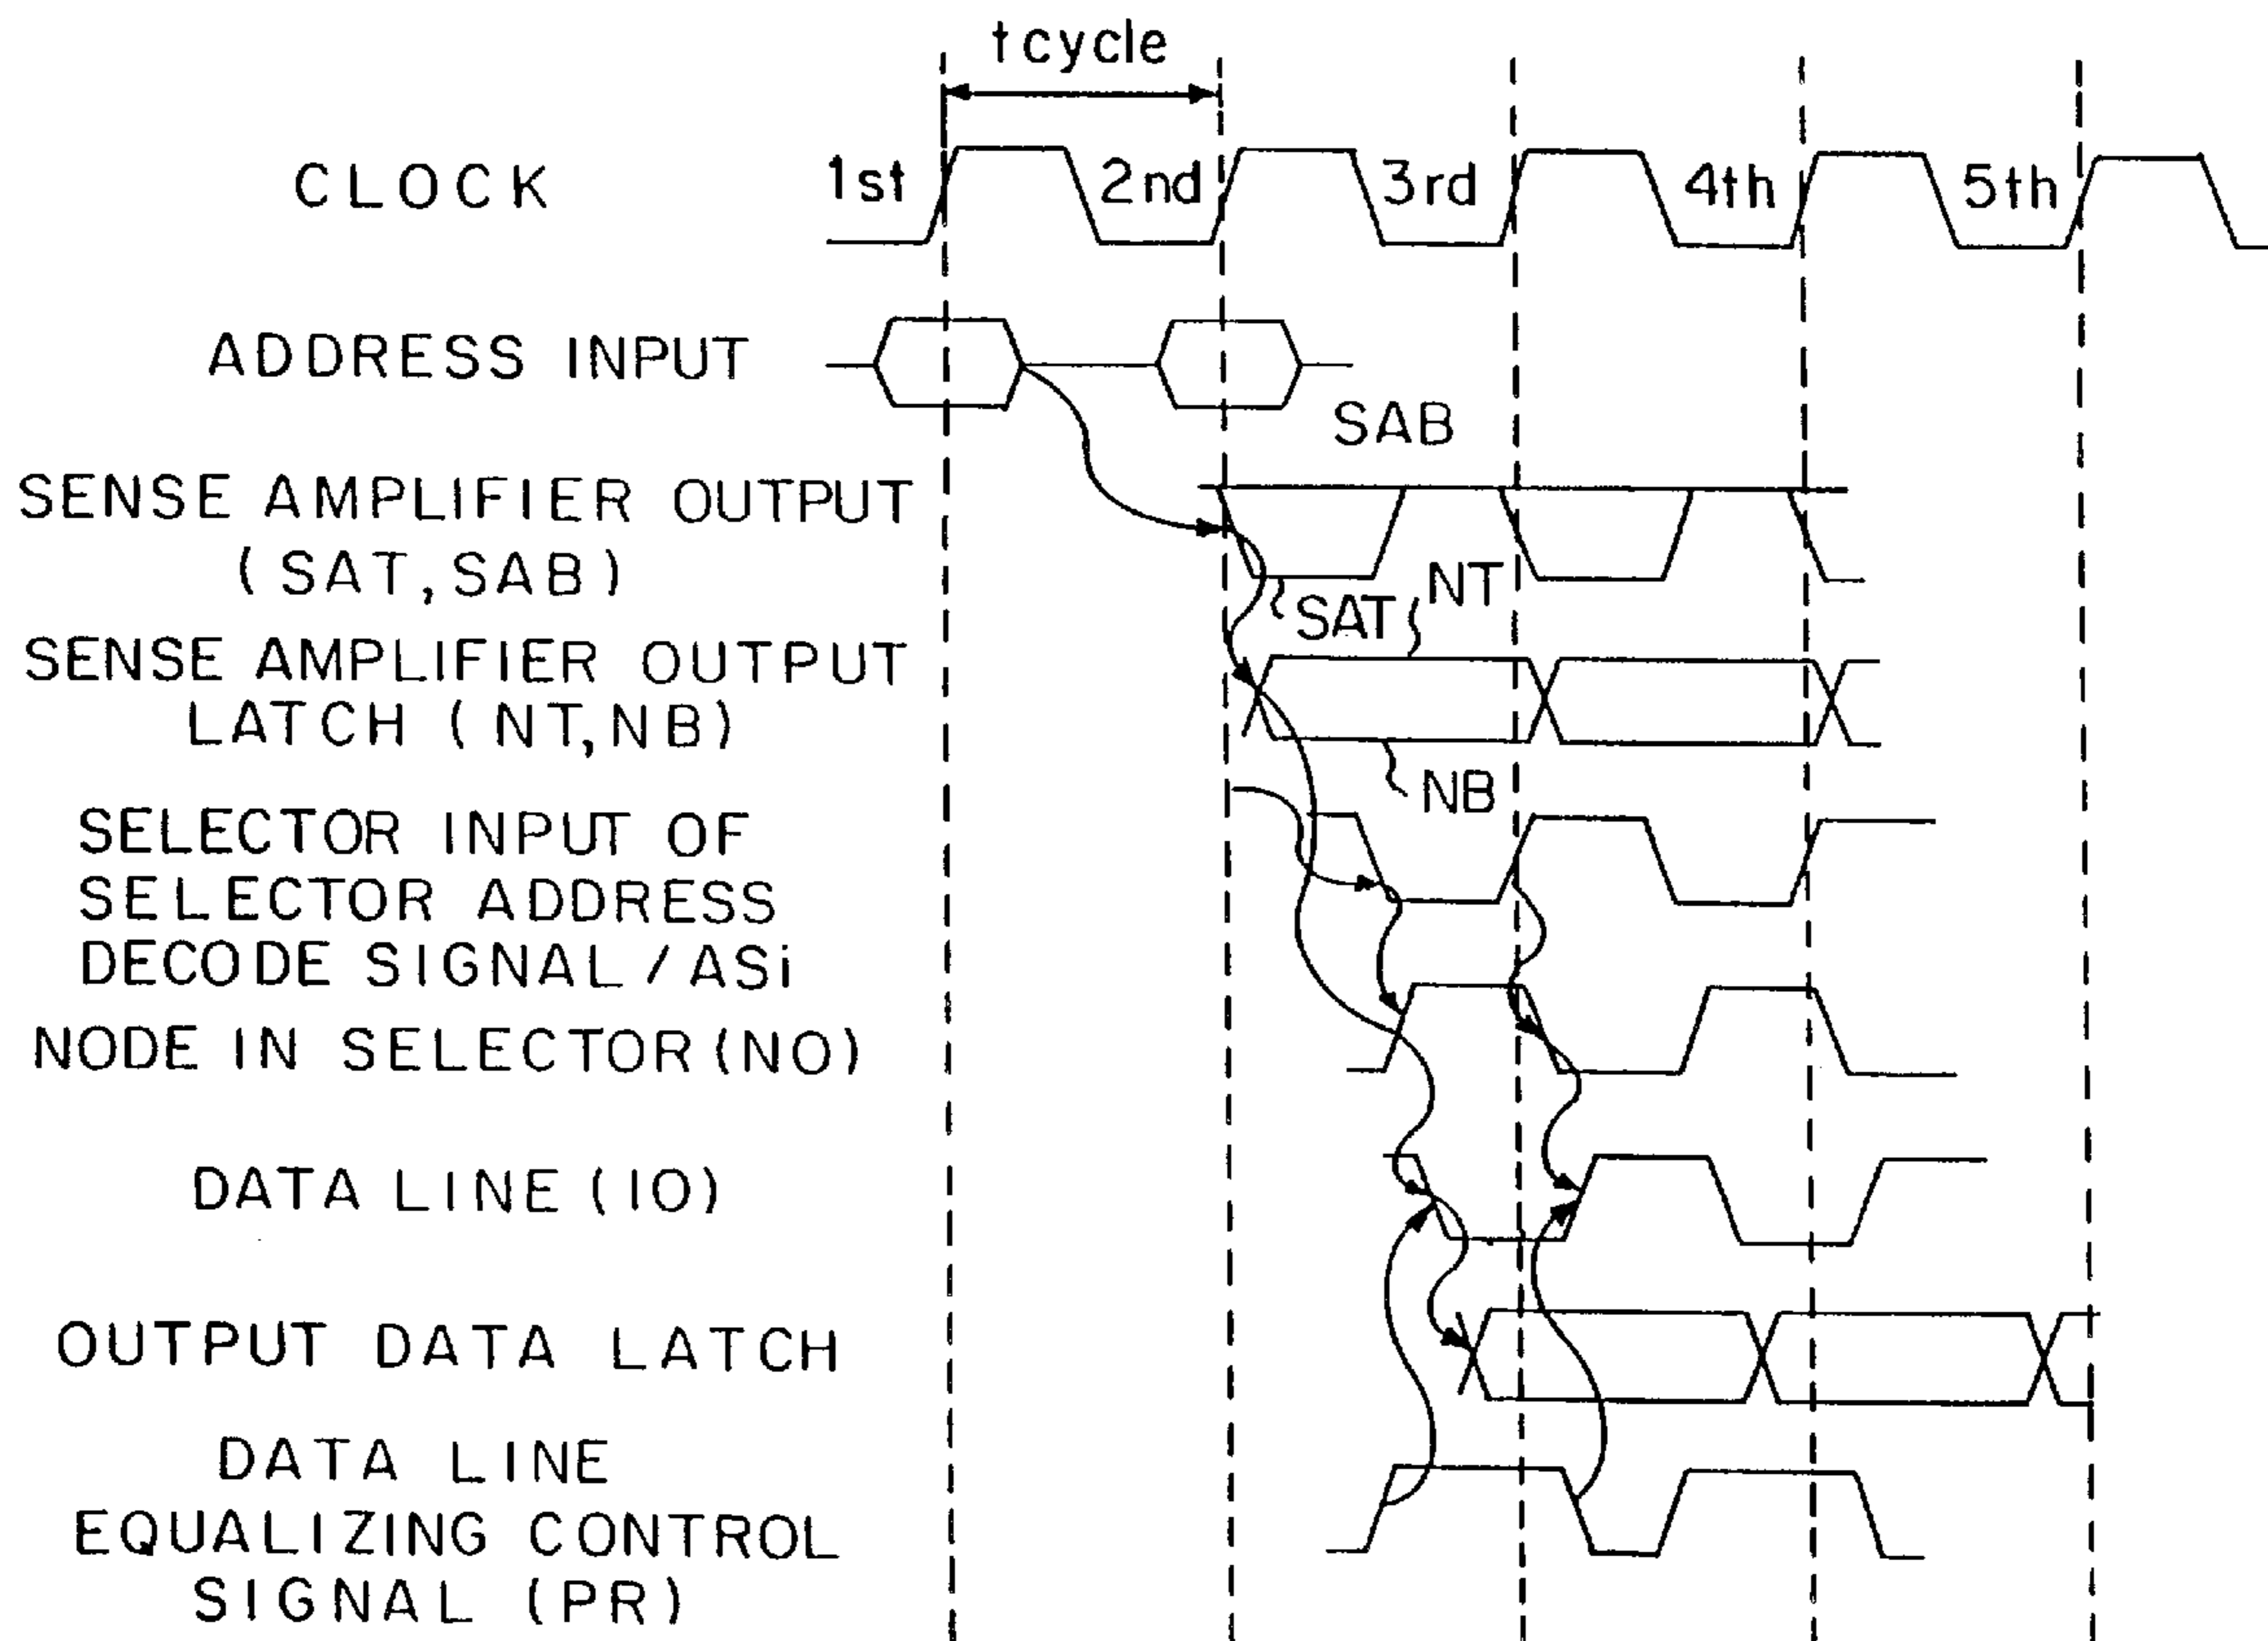 tcycle
CLOCK
1st 2nd 3rd 4th 5th
ADDRESS INPUT
SAB
SENSE AMPLIFIER OUTPUT
(SAT,SAB)
SAT
NT
SENSE AMPLIFIER OUTPUT
LATCH (NT,NB)
NB
SELECTOR INPUT OF
SELECTOR ADDRESS
DECODE SIGNAL/ASi
NODE IN SELECTOR(NO)
DATA LINE(IO)
OUTPUT DATA LATCH
DATA LINE
EQUALIZING CONTROL
SIGNAL (PR)